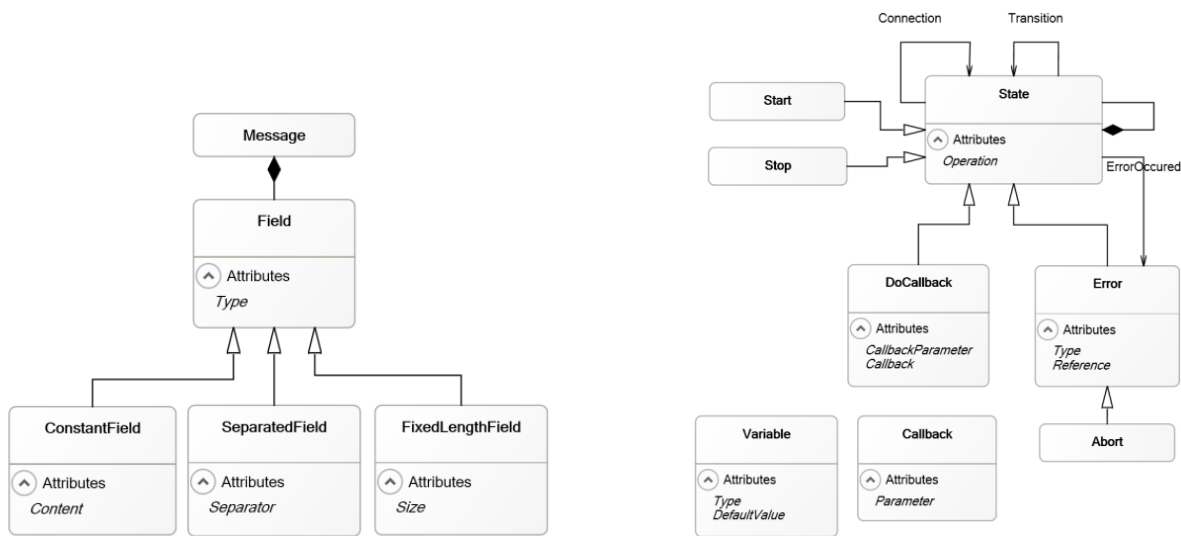 Message
Field
Attributes
Type
ConstantField
Attributes
Content
SeparatedField
Attributes
Separator
FixedLengthField
Attributes
Size
Connection
Transition
Start
Stop
State
Attributes
Operation
ErrorOccured
DoCallback
Attributes
CallbackParameter
Callback
Error
Attributes
Type
Reference
Variable
Attributes
Type
DefaultValue
Callback
Attributes
Parameter
Abort